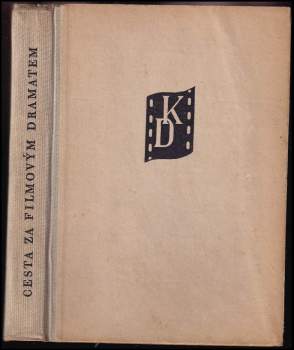 CESTA ZA FILMOVÝM DRAMATEM
KD